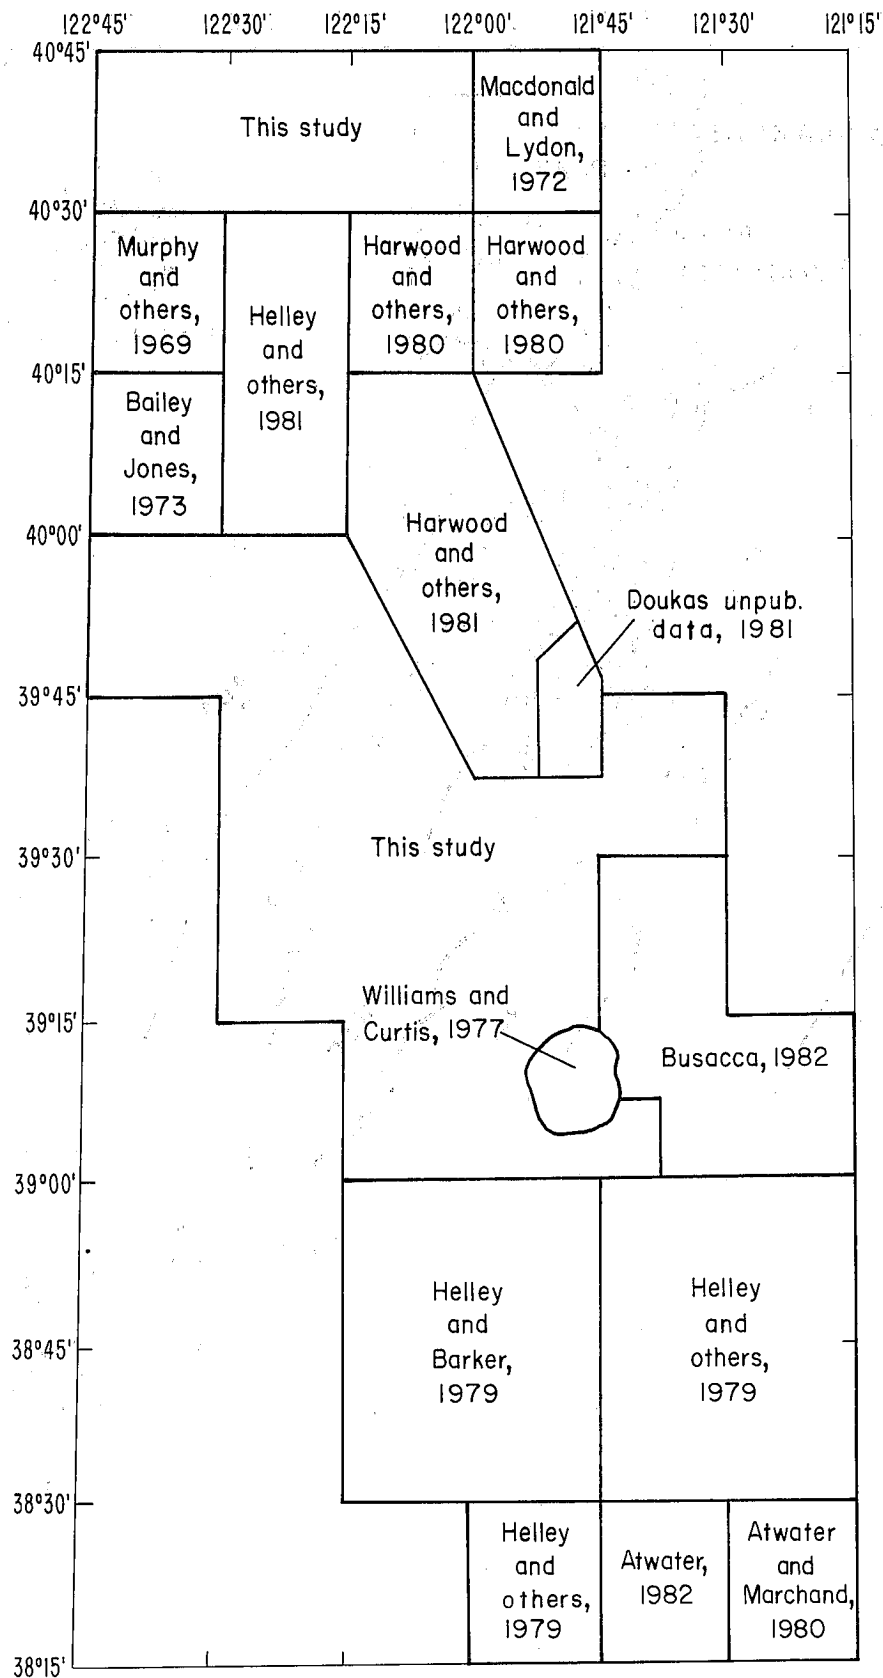 122°45' 122°30' 122°15' 122°00' 121°45' 121°30' 121°15'
40°45'
This study
Macdonald
and
Lydon,
1972
40°30'
Murphy
and
others,
1969
Helley
and
others,
1981
Harwood
and
others,
1980
Harwood
and
others,
1980
40°15'
Bailey
and
Jones,
1973
40°00'
Harwood
and
others,
1981
Doukas unpub.
data, 1981
39°45'
This study
39°30'
Williams and
Curtis, 1977
39°15'
Busacca, 1982
39°00'
Helley
and
Barker,
1979
Helley
and
others,
1979
38°45'
38°30'
Helley
and
others,
1979
Atwater,
1982
Atwater
and
Marchand,
1980
38°15'